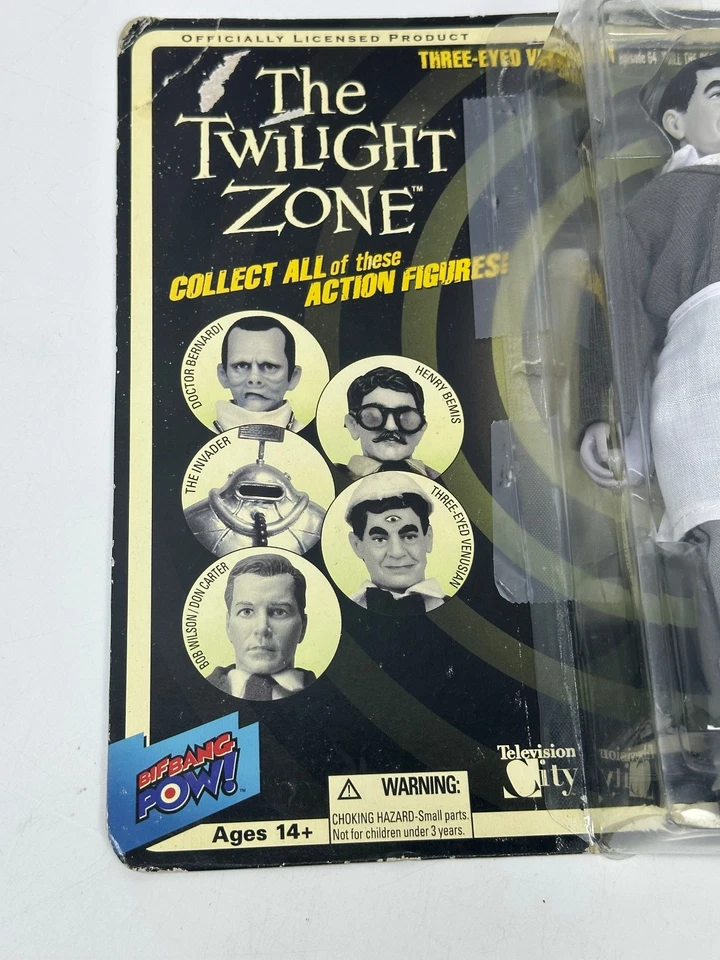 OFFICIALLY LICENSED PRODUCT
THREE-EYED
The
TWILIGHT
ZONE™
COLLECT ALL of these
ACTION FIGURES!
DOCTOR BERNARDI
HENRY BEMIS
THE INVADER
THREE-EYED VENUSIAN
BOB WILSON/DON CARTER
BIF BANG
POW!™
Ages 14+
WARNING:
CHOKING HAZARD-Small parts.
Not for children under 3 years.
Television
City